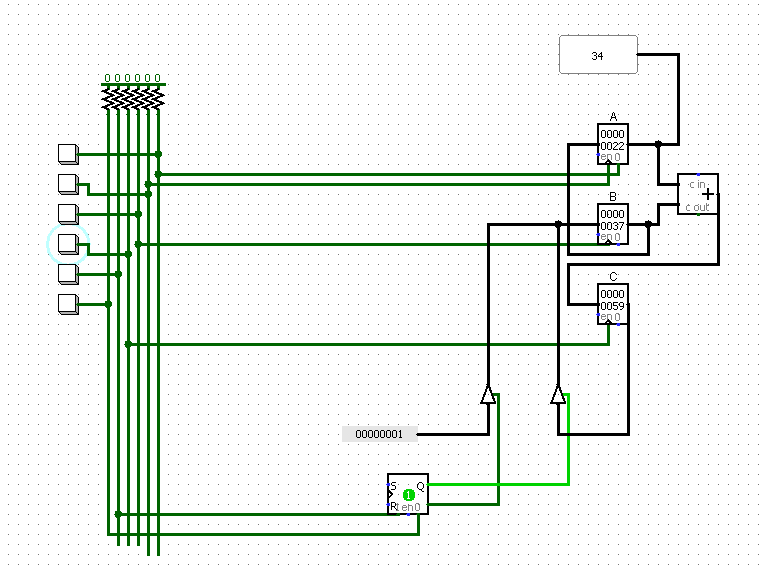 34
0 0 0 0 0 0
A
0000
0022
en 0
c in
+
c out
B
0000
0037
en 0
C
0000
0059
en 0
00000001
S
Q
1
R
1 en 0